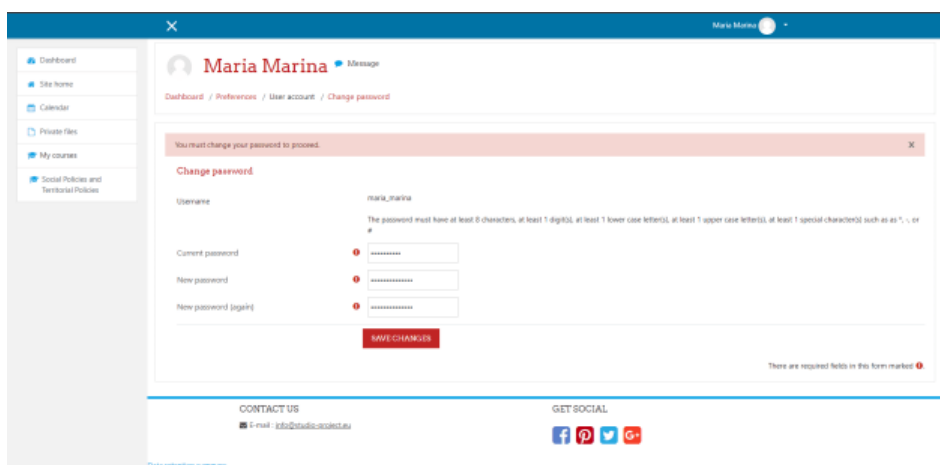 Maria Marina
Dashboard
Site home
Calendar
Private files
My courses
Social Policies and
Territorial Policies
Maria Marina Message
Dashboard / Preferences / User account / Change password
You must change your password to proceed.
Change password
Username maria_marina
The password must have at least 8 characters, at least 1 digit(s), at least 1 lower case letter(s), at least 1 upper case letter(s), at least 1 special character(s) such as as *, -, or
#
Current password
New password
New password (again)
SAVE CHANGES
There are required fields in this form marked
CONTACT US
E-mail : info@studio-project.eu
GET SOCIAL